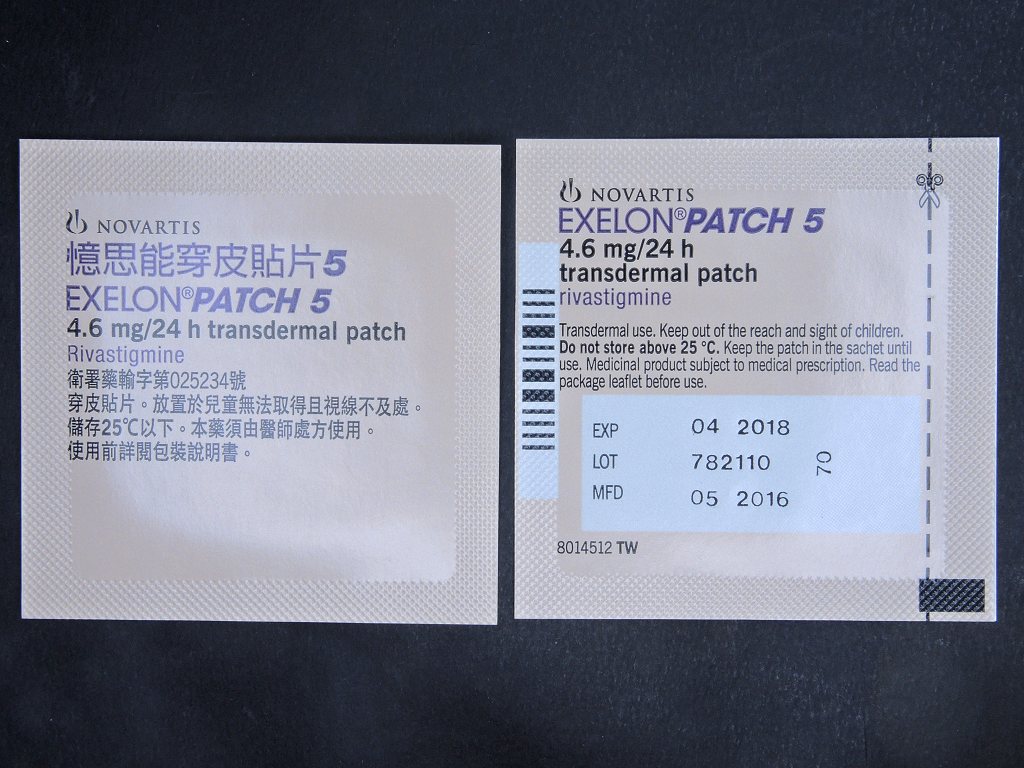 NOVARTIS
憶思能穿皮貼片5
EXELON®PATCH 5
4.6 mg/24 h transdermal patch
Rivastigmine
衛署藥輸字第025234號
穿皮貼片。放置於兒童無法取得且視線不及處。
儲存25℃以下。本藥須由醫師處方使用。
使用前詳閱包裝說明書。
NOVARTIS
EXELON®PATCH 5
4.6 mg/24 h
transdermal patch
rivastigmine
Transdermal use. Keep out of the reach and sight of children.
Do not store above 25 °C. Keep the patch in the sachet until
use. Medicinal product subject to medical prescription. Read the
package leaflet before use.
EXP 04 2018
LOT 782110 70
MFD 05 2016
8014512 TW